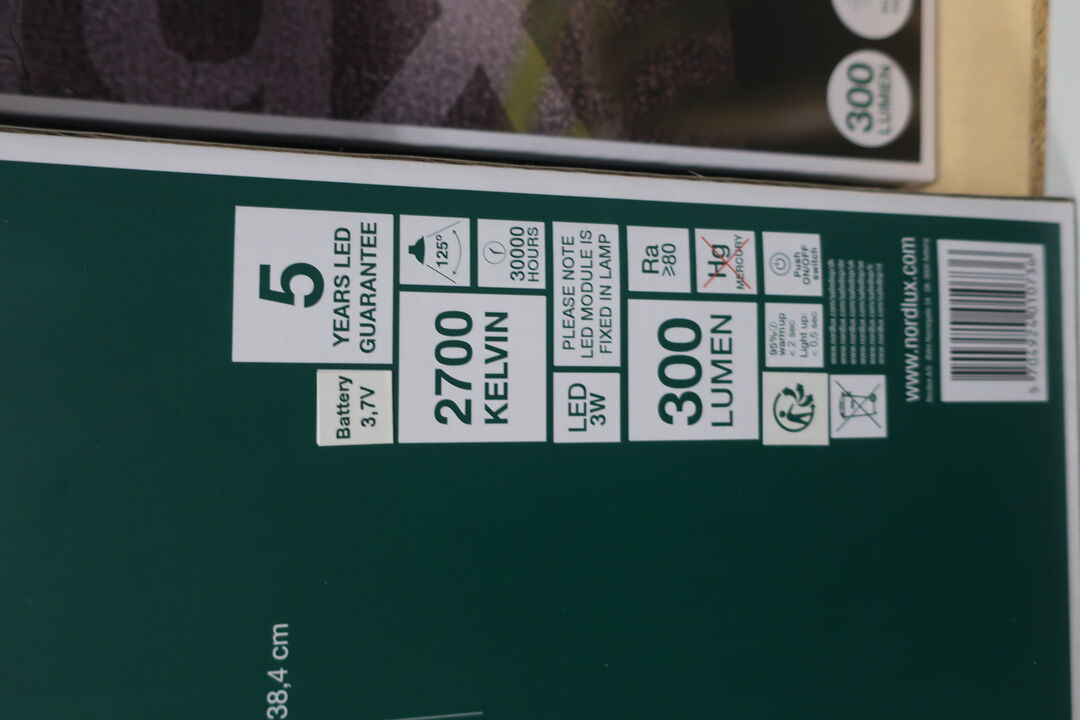 300
LUMEN
5
YEARS LED
GUARANTEE
Battery
3,7V
125°
30000
HOURS
2700
KELVIN
PLEASE NOTE
LED MODULE IS
FIXED IN LAMP
LED
3W
Ra
≥80
Hg
MERCURY
300
LUMEN
Push
ON/OFF
switch
95%
warm up
< 2 sec
Light up:
< 0,5 sec
www.nordlux.com
38,4 cm